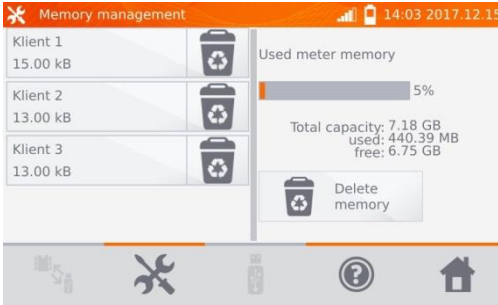 Memory management
14:03 2017.12.15
Klient 1
15.00 kB
Klient 2
13.00 kB
Klient 3
13.00 kB
Used meter memory
5%
Total capacity: 7.18 GB
used: 440.39 MB
free: 6.75 GB
Delete
memory